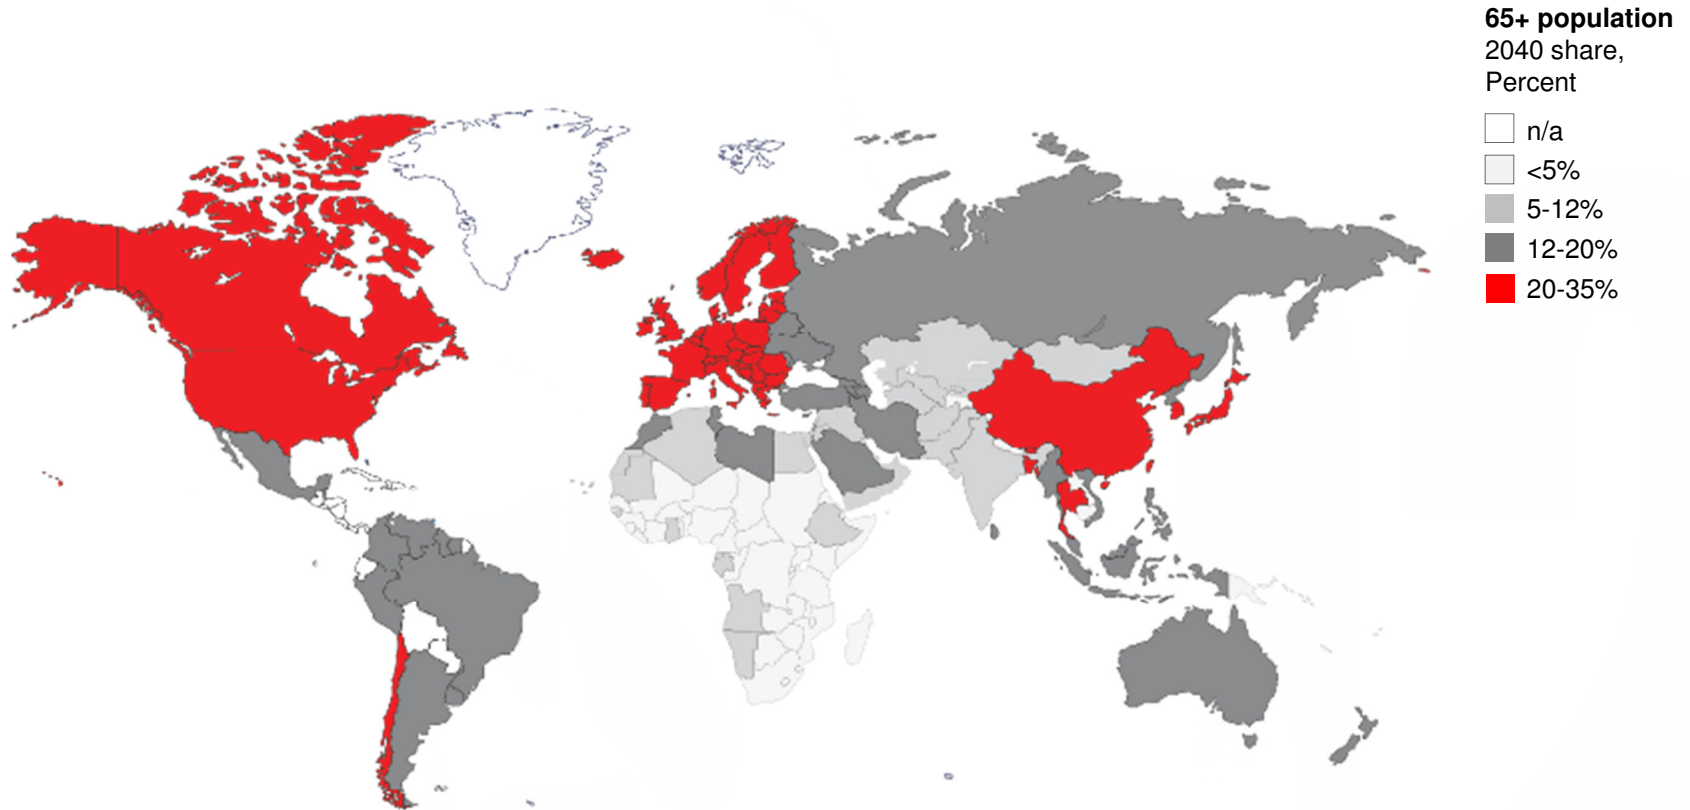 65+ population
2040 share,
Percent
n/a
<5%
5-12%
12-20%
20-35%